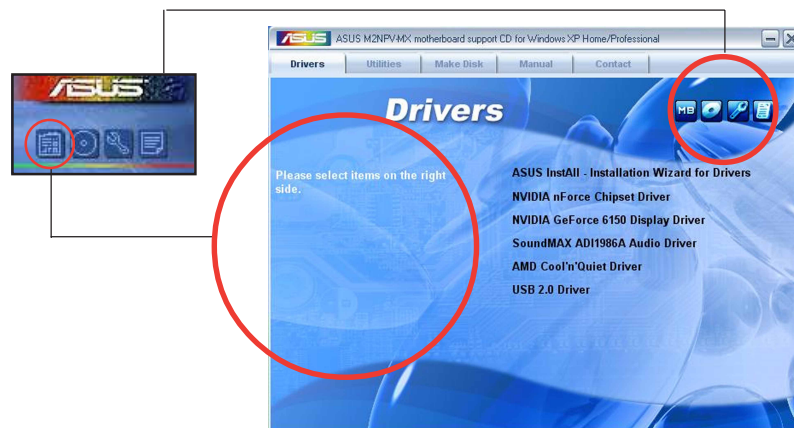 ASUS
ASUS M2NPV-MX motherboard support CD for Windows XP Home/Professional
Drivers
Utilities
Make Disk
Manual
Contact
ASUS
Drivers
MB
Please select items on the right
side.
ASUS InstAll - Installation Wizard for Drivers
NVIDIA nForce Chipset Driver
NVIDIA GeForce 6150 Display Driver
SoundMAX ADI1986A Audio Driver
AMD Cool'n'Quiet Driver
USB 2.0 Driver